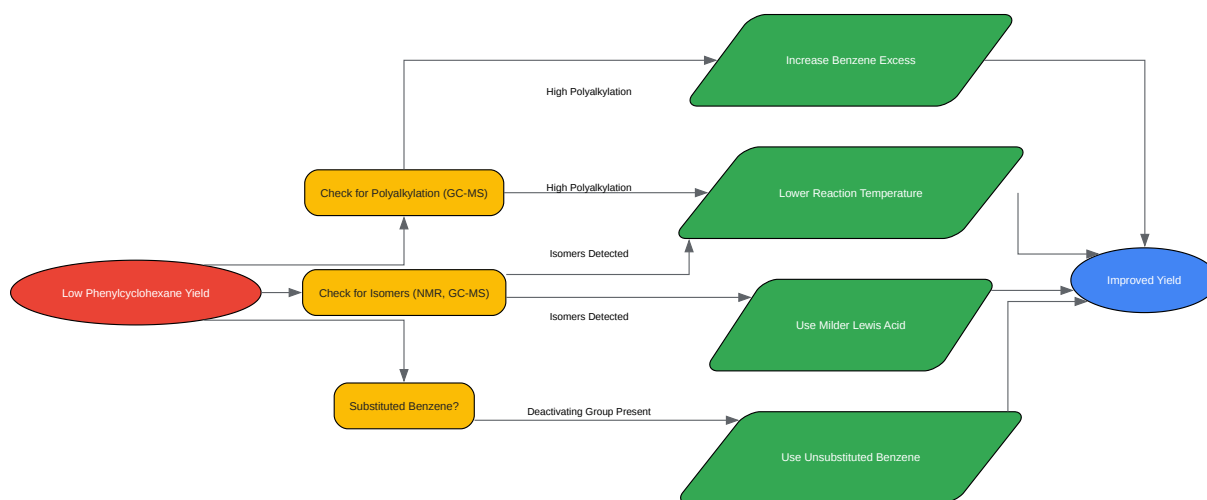 Increase Benzene Excess
High Polyalkylation
Check for Polyalkylation (GC-MS)
High Polyalkylation
Lower Reaction Temperature
Isomers Detected
Low Phenylcyclohexane Yield
Check for Isomers (NMR, GC-MS)
Improved Yield
Isomers Detected
Use Milder Lewis Acid
Substituted Benzene?
Deactivating Group Present
Use Unsubstituted Benzene